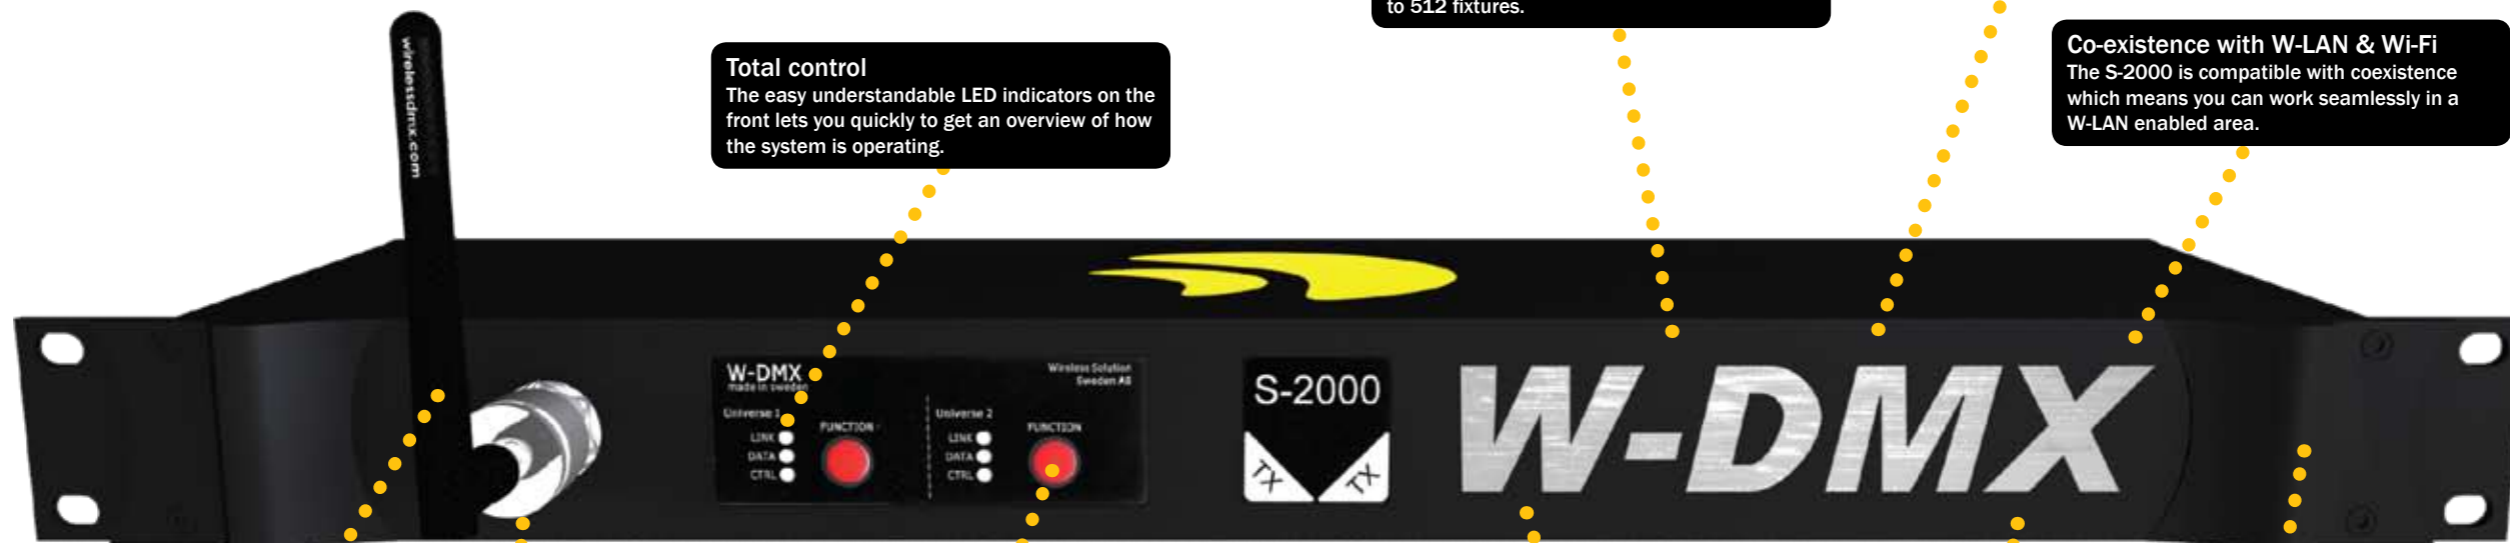 to 512 fixtures.
Co-existence with W-LAN & Wi-Fi
The S-2000 is compatible with coexistence
which means you can work seamlessly in a
W-LAN enabled area.
Total control
The easy understandable LED indicators on the
front lets you quickly to get an overview of how
the system is operating.
wirelessdmx.com
W-DMX
made in sweden
Wireless Solution
Sweden AB
Universe 1
LINK
DATA
CTRL
FUNCTION
Universe 2
LINK
DATA
CTRL
FUNCTION
S-2000
TX
TX
W-DMX